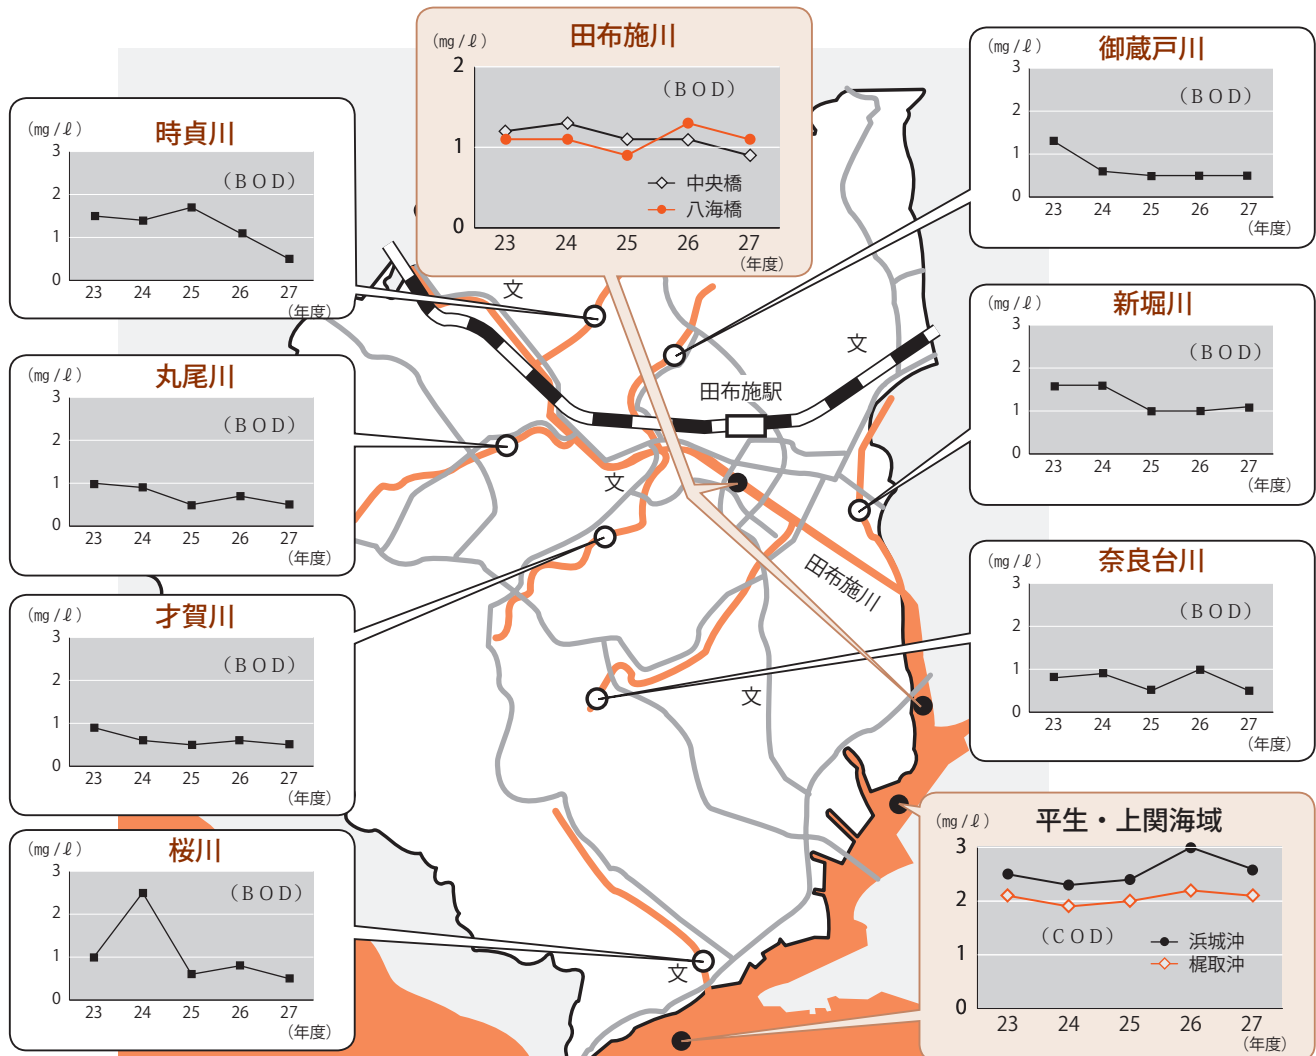 田布施川
(mg/ℓ)
2
1
0
(BOD)
中央橋
八海橋
23 24 25 26 27
(年度)
御蔵戸川
(mg/ℓ)
3
2
1
0
(BOD)
23 24 25 26 27
(年度)
時貞川
(mg/ℓ)
3
2
1
0
(BOD)
23 24 25 26 27
(年度)
新堀川
(mg/ℓ)
3
2
1
0
(BOD)
23 24 25 26 27
(年度)
丸尾川
(mg/ℓ)
3
2
1
0
(BOD)
23 24 25 26 27
(年度)
奈良台川
(mg/ℓ)
3
2
1
0
(BOD)
23 24 25 26 27
(年度)
才賀川
(mg/ℓ)
3
2
1
0
(BOD)
23 24 25 26 27
(年度)
平生・上関海域
(mg/ℓ)
3
2
1
0
(COD)
浜城沖
梶取沖
23 24 25 26 27
(年度)
桜川
(mg/ℓ)
3
2
1
0
(BOD)
23 24 25 26 27
(年度)
文
文
田布施駅
文
田布施川
文
文